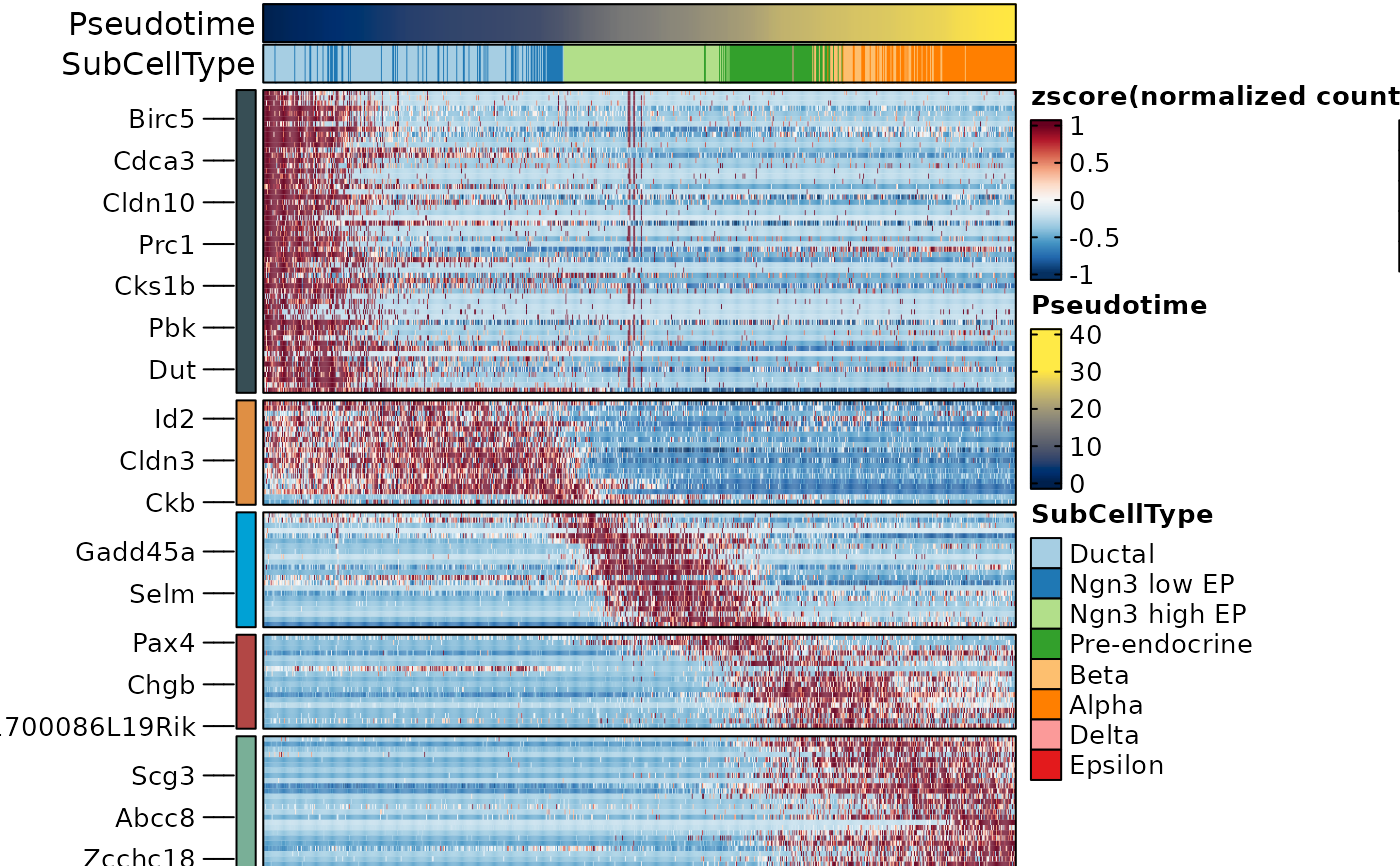 Pseudotime
SubCellType
Birc5
Cdca3
Cldn10
Prc1
Cks1b
Pbk
Dut
Id2
Cldn3
Ckb
Gadd45a
Selm
Pax4
Chgb
700086L19Rik
Scg3
Abcc8
Zcchc18
zscore(normalized count
1
0.5
0
-0.5
-1
Pseudotime
40
30
20
10
0
SubCellType
Ductal
Ngn3 low EP
Ngn3 high EP
Pre-endocrine
Beta
Alpha
Delta
Epsilon